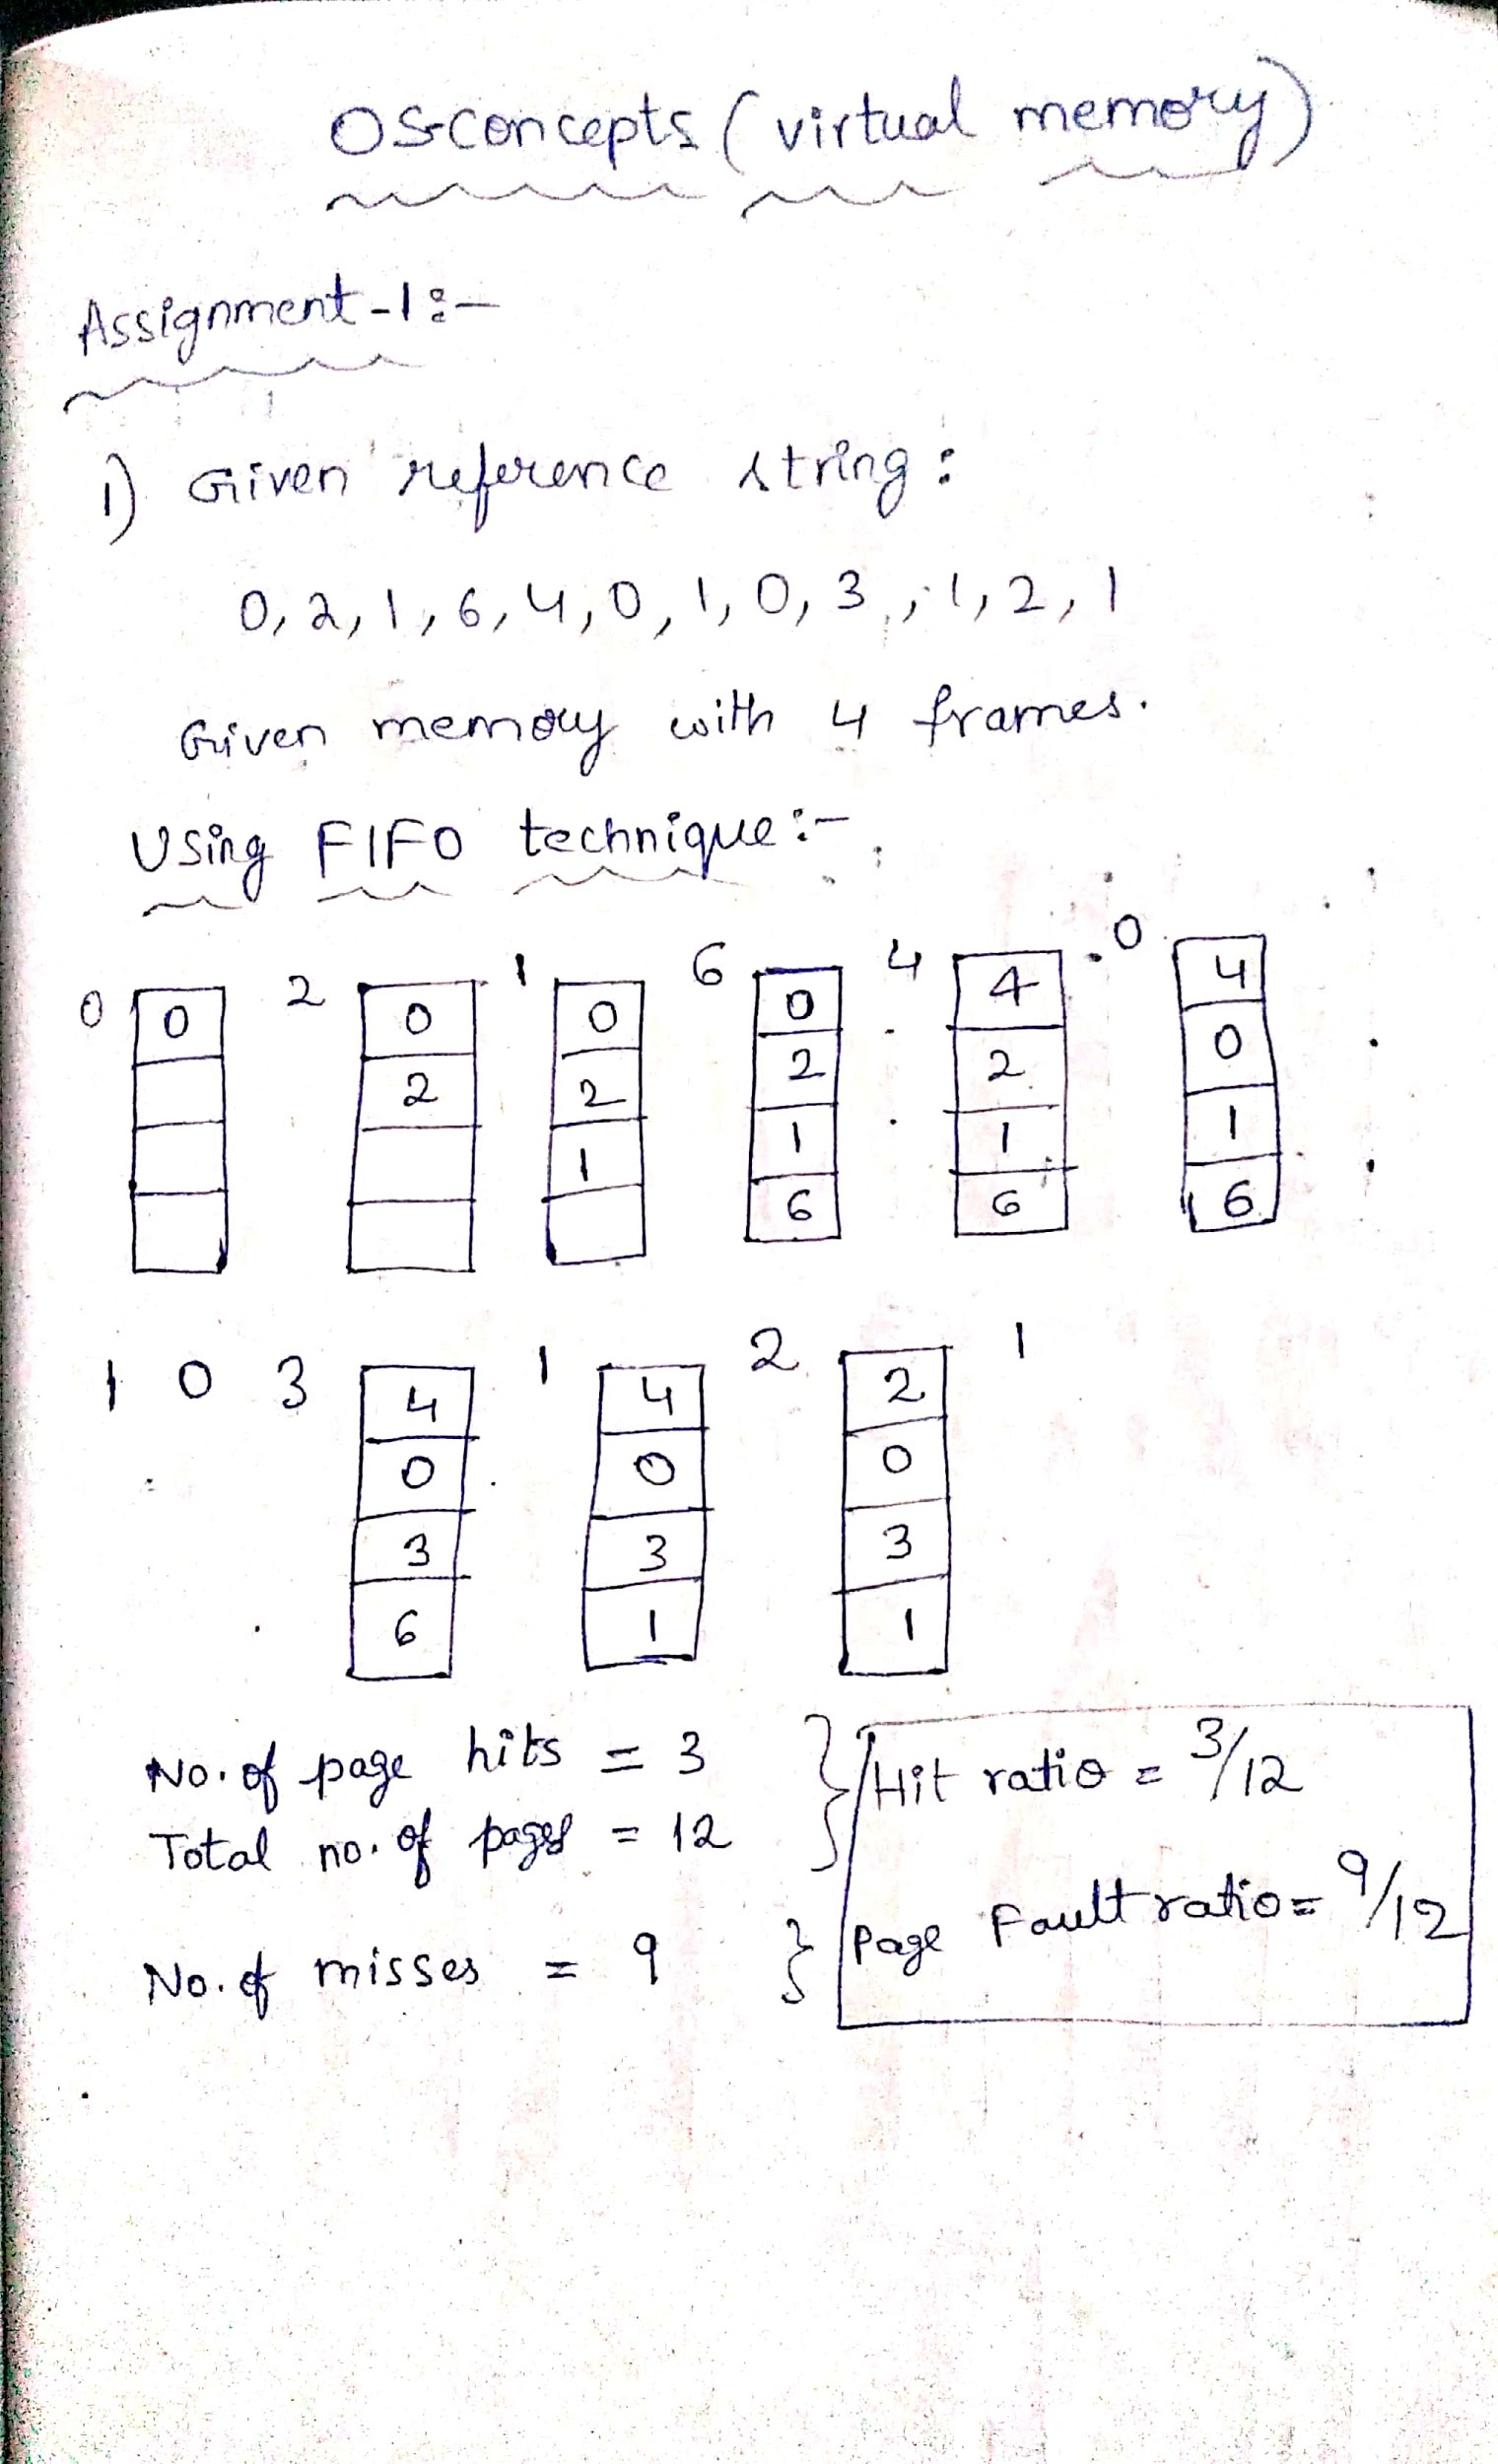 OS concepts (virtual memory)
Assignment-1:-
1) Given reference string:
0, 2, 1, 6, 4, 0, 1, 0, 3, 1, 2, 1
Given memory with 4 frames.
Using FIFO technique:-
0 2 1 6 4 0
0 0 0 0 4 4
2 2 2 2 0
1 1 1 1
6 6 6
1 0 3 1 2 1
4 4 2
0 0 0
3 3 3
6 1 1
No. of page hits = 3 } Hit ratio = 3/12
Total no. of pages = 12
No. of misses = 9 } Page Fault ratio = 9/12